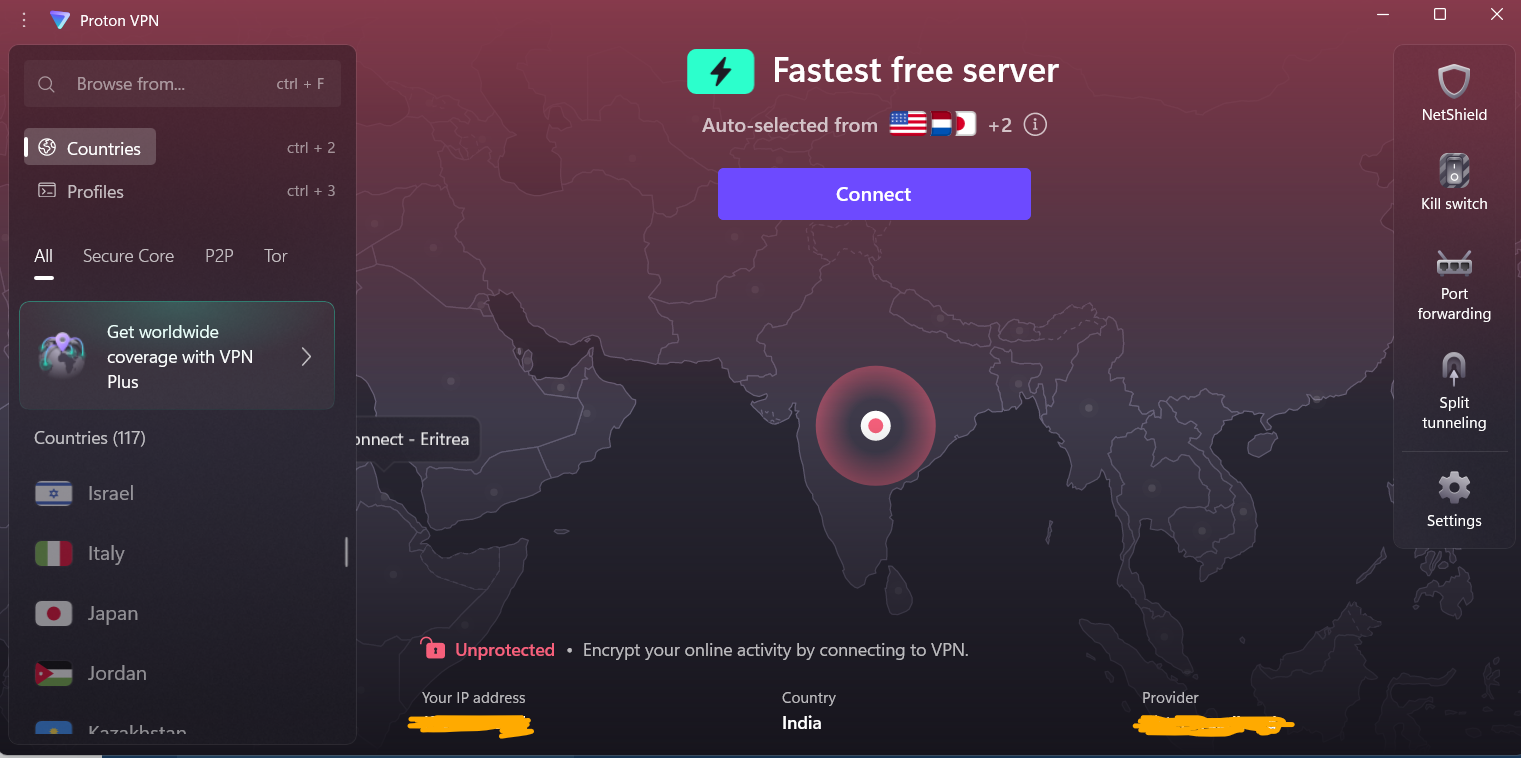 Proton VPN
Browse from...
ctrl + F
Countries
ctrl + 2
Profiles
ctrl + 3
All
Secure Core
P2P
Tor
Get worldwide
coverage with VPN
Plus
Countries (117)
Israel
Italy
Japan
Jordan
Kazakhstan
Fastest free server
Auto-selected from
+2
Connect
onnect - Eritrea
Unprotected • Encrypt your online activity by connecting to VPN.
Your IP address
Country
India
Provider
NetShield
Kill switch
Port
forwarding
Split
tunneling
Settings